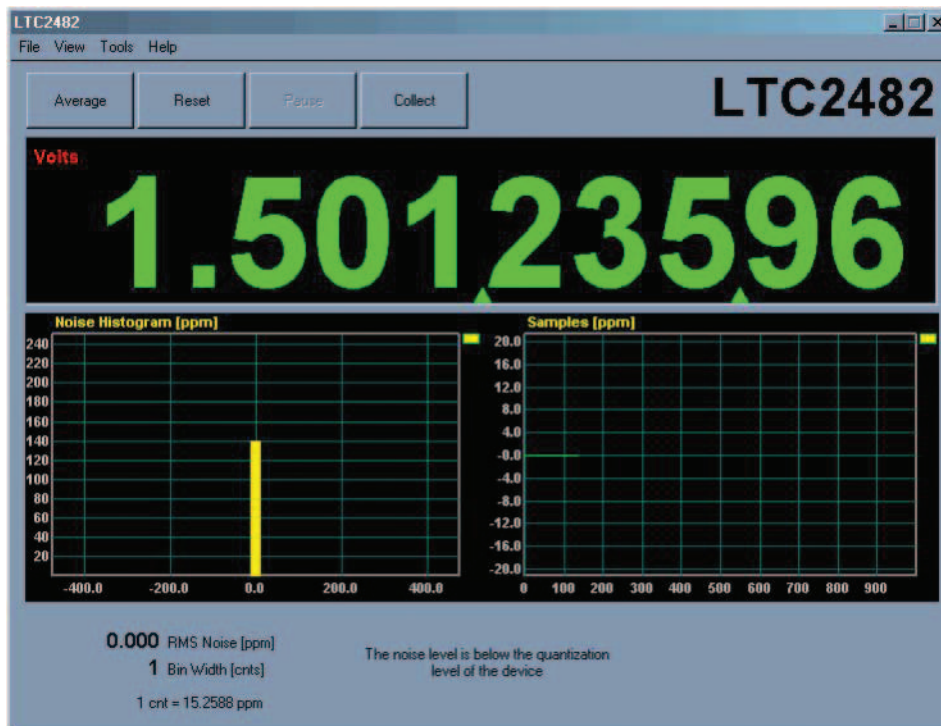 LTC2482
File View Tools Help
Average Reset Pause Collect
LTC2482
Volts
1.50123596
Noise Histogram [ppm]
240
220
200
180
160
140
120
100
80
60
40
20
-400.0 -200.0 0.0 200.0 400.0
Samples [ppm]
20.0
16.0
12.0
8.0
4.0
-0.0
-4.0
-8.0
-12.0
-16.0
-20.0
0 100 200 300 400 500 600 700 800 900
0.000 RMS Noise [ppm]
1 Bin Width [cnts]
1 cnt = 15.2588 ppm
The noise level is below the quantization
level of the device